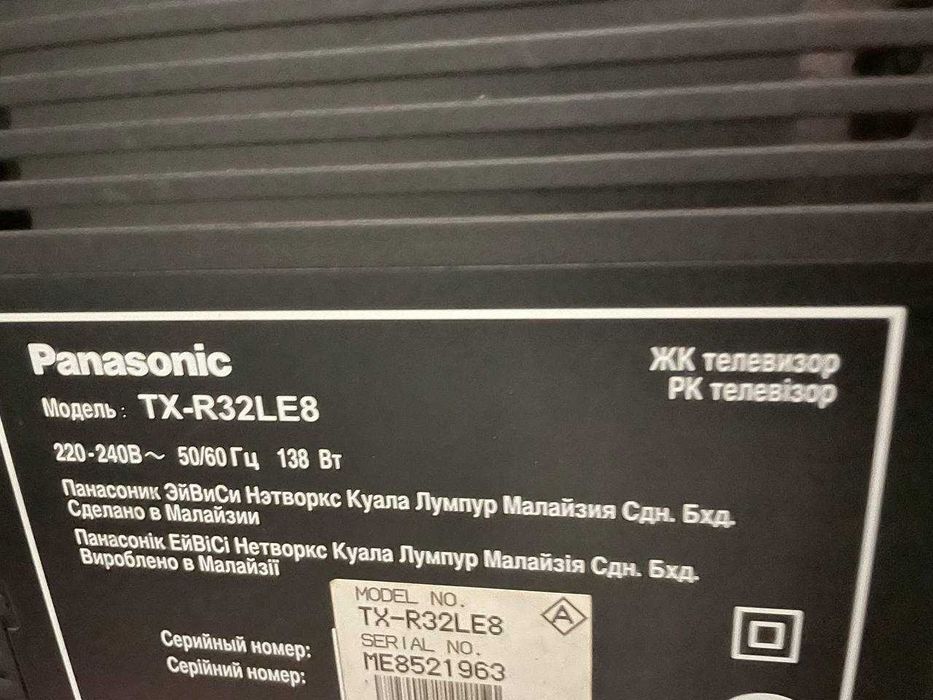 Panasonic
ЖК телевизор
РК телевізор
Модель: TX-R32LE8
220-240В~ 50/60 Гц 138 Вт
Панасоник ЭйВиСи Нэтворкс Куала Лумпур Малайзия Сдн. Бхд.
Сделано в Малайзии
Панасонік ЕйВіСі Нетворкс Куала Лумпур Малайзія Сдн. Бхд.
Вироблено в Малайзії
MODEL NO.
TX-R32LE8
A
SERIAL NO.
ME8521963
Серийный номер:
Серійний номер: